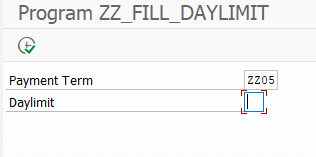 Program ZZ_FILL_DAYLIMIT
Payment Term ZZ05
Daylimit